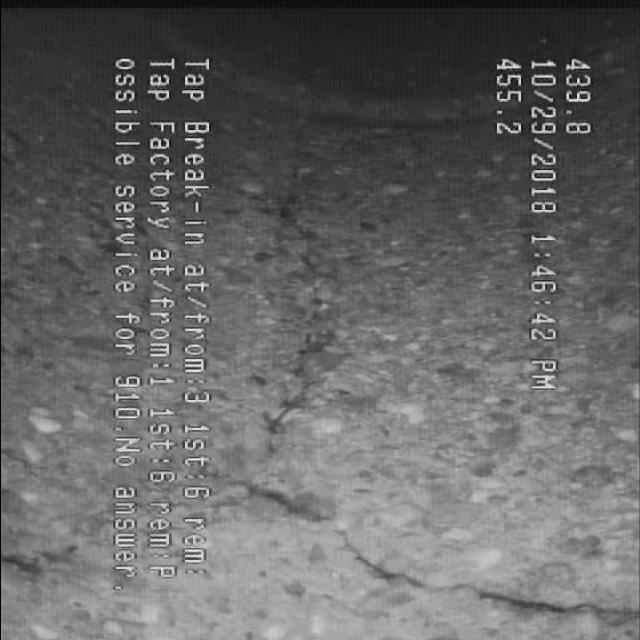 439.8
10/29/2018 1:46:42 PM
455.2
Tap Break-in at/from:3 1st:6 rem:
Tap Factory at/from:1 1st:6 rem:P
ossible service for 910.No answer.